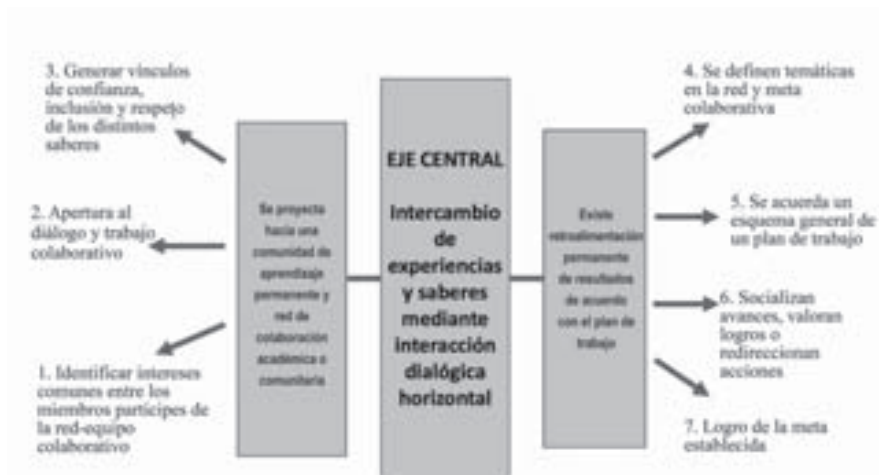 3. Generar vínculos
de confianza,
inclusión y respeto
de los distintos
saberes
2. Apertura al
diálogo y trabajo
colaborativo
1. Identificar intereses
comunes entre los
miembros partícipes de
la red-equipo
colaborativo
Se proyecta
hacia una
comunidad de
aprendizaje
permanente y
red de
colaboración
académica o
comunitaria
EJE CENTRAL
Intercambio
de
experiencias
y saberes
mediante
interacción
dialógica
horizontal
Existe
retroalimentación
permanente
de resultados
de acuerdo
con el plan de
trabajo
4. Se definen temáticas
en la red y meta
colaborativa
5. Se acuerda un
esquema general de
un plan de trabajo
6. Socializan
avances, valoran
logros o
redireccionan
acciones
7. Logro de la meta
establecida